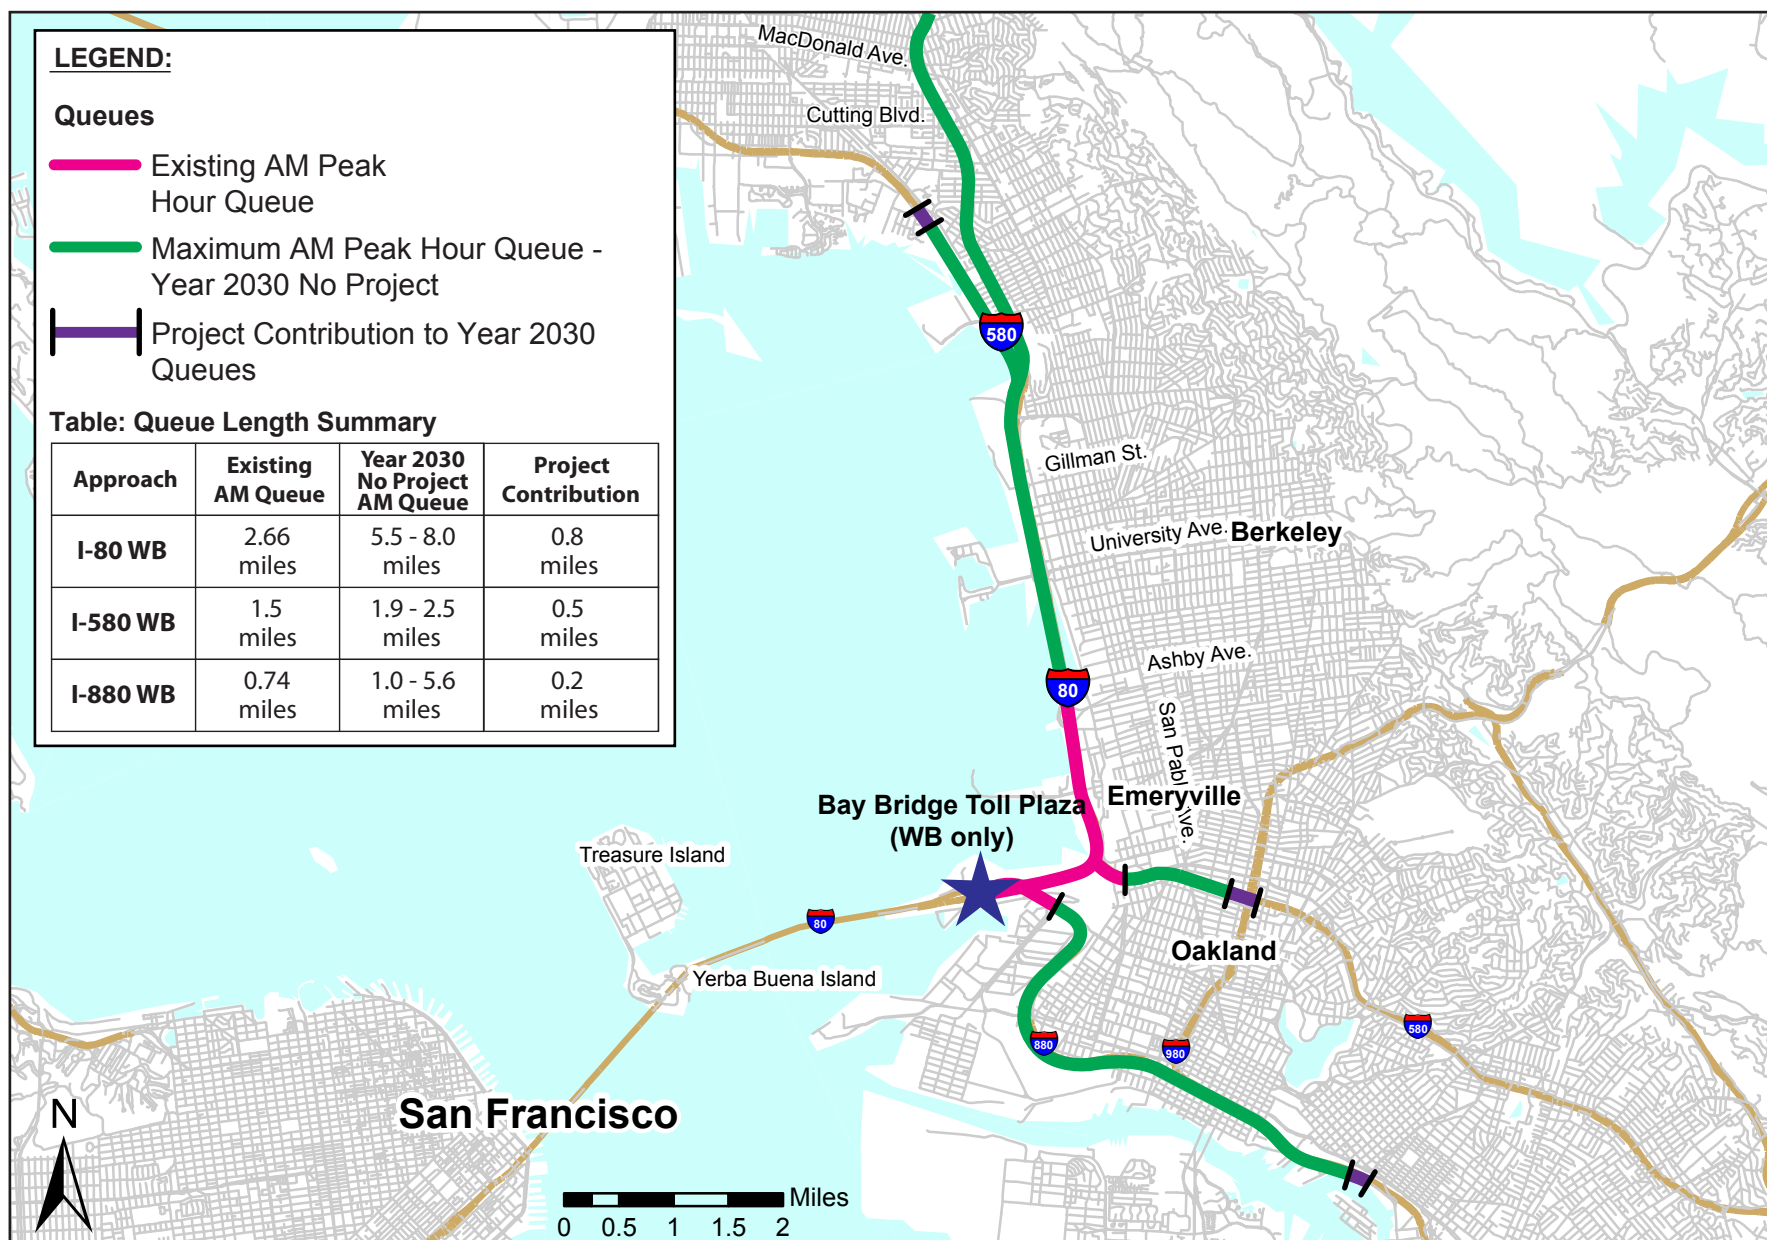 LEGEND:
Queues
Existing AM Peak
Hour Queue
Maximum AM Peak Hour Queue -
Year 2030 No Project
Project Contribution to Year 2030
Queues
Table: Queue Length Summary
Approach
Existing
AM Queue
Year 2030
No Project
AM Queue
Project
Contribution
I-80 WB
2.66
miles
5.5 - 8.0
miles
0.8
miles
I-580 WB
1.5
miles
1.9 - 2.5
miles
0.5
miles
I-880 WB
0.74
miles
1.0 - 5.6
miles
0.2
miles
MacDonald Ave.
Cutting Blvd.
580
Gillman St.
University Ave.
Berkeley
Ashby Ave.
80
San Pablo Ave.
Emeryville
Bay Bridge Toll Plaza
(WB only)
Treasure Island
80
Oakland
Yerba Buena Island
880
980
580
San Francisco
N
Miles
0 0.5 1 1.5 2